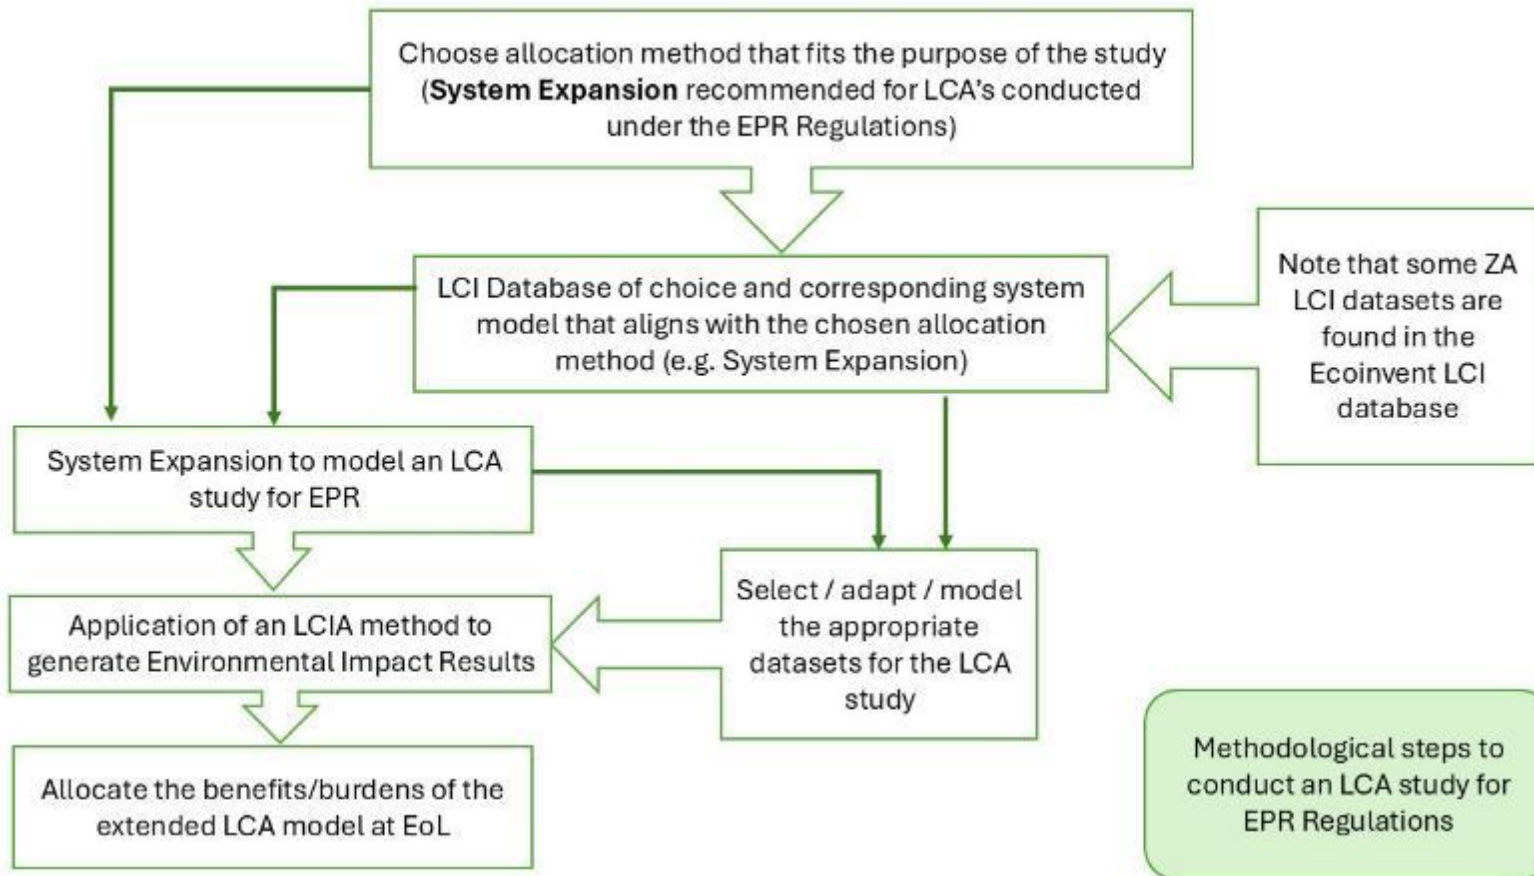 Choose allocation method that fits the purpose of the study
(System Expansion recommended for LCA's conducted
under the EPR Regulations)
LCI Database of choice and corresponding system
model that aligns with the chosen allocation
method (e.g. System Expansion)
Note that some ZA
LCI datasets are
found in the
Ecoinvent LCI
database
System Expansion to model an LCA
study for EPR
Select / adapt / model
the appropriate
datasets for the LCA
study
Application of an LCIA method to
generate Environmental Impact Results
Allocate the benefits/burdens of the
extended LCA model at EoL
Methodological steps to
conduct an LCA study for
EPR Regulations